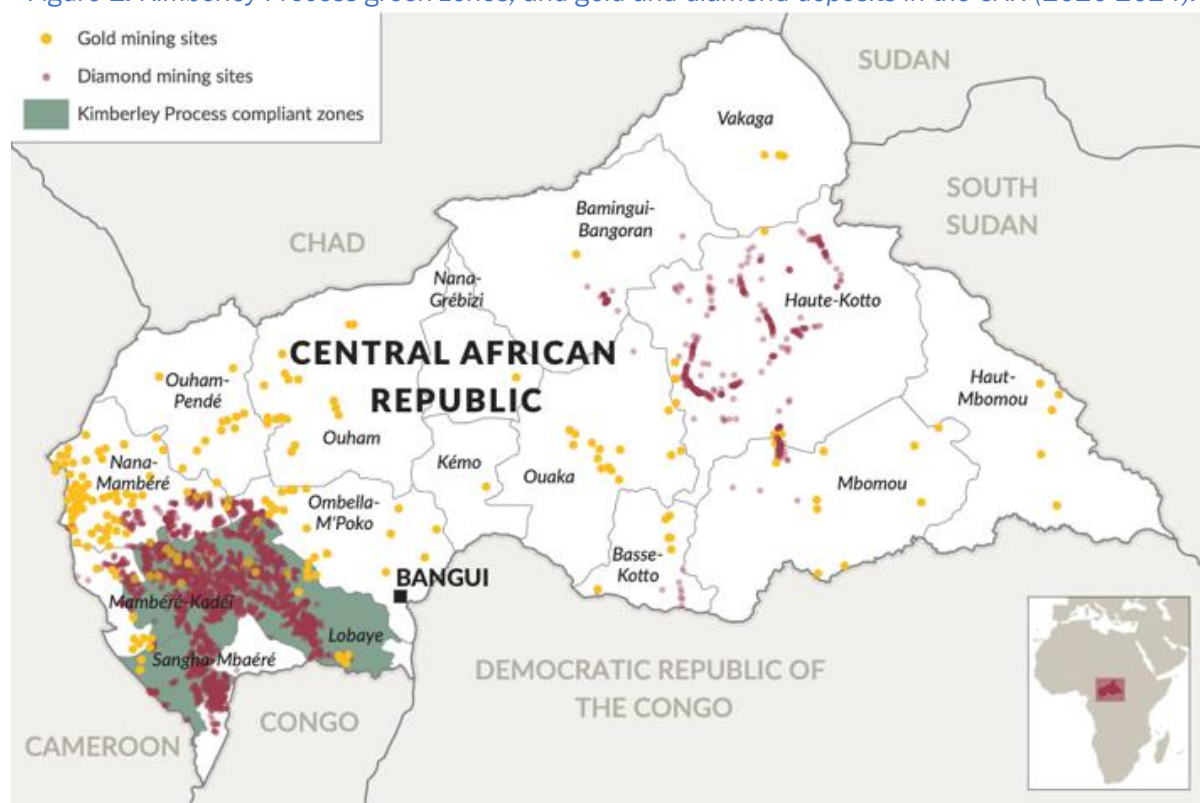 Gold mining sites
Diamond mining sites
Kimberley Process compliant zones
SUDAN
Vakaga
SOUTH
SUDAN
Bamingui-
Bangoran
CHAD
Nana-
Grébizi
Haute-Kotto
CENTRAL AFRICAN
REPUBLIC
Ouham-
Pendé
Haut-
Mbomou
Ouham
Nana-
Mambéré
Kémo
Ouaka
Mbomou
Ombella-
M'Poko
Basse-
Kotto
BANGUI
Mambéré-Kadéï
Lobaye
Sangha-Mbaéré
DEMOCRATIC REPUBLIC OF
THE CONGO
CONGO
CAMEROON